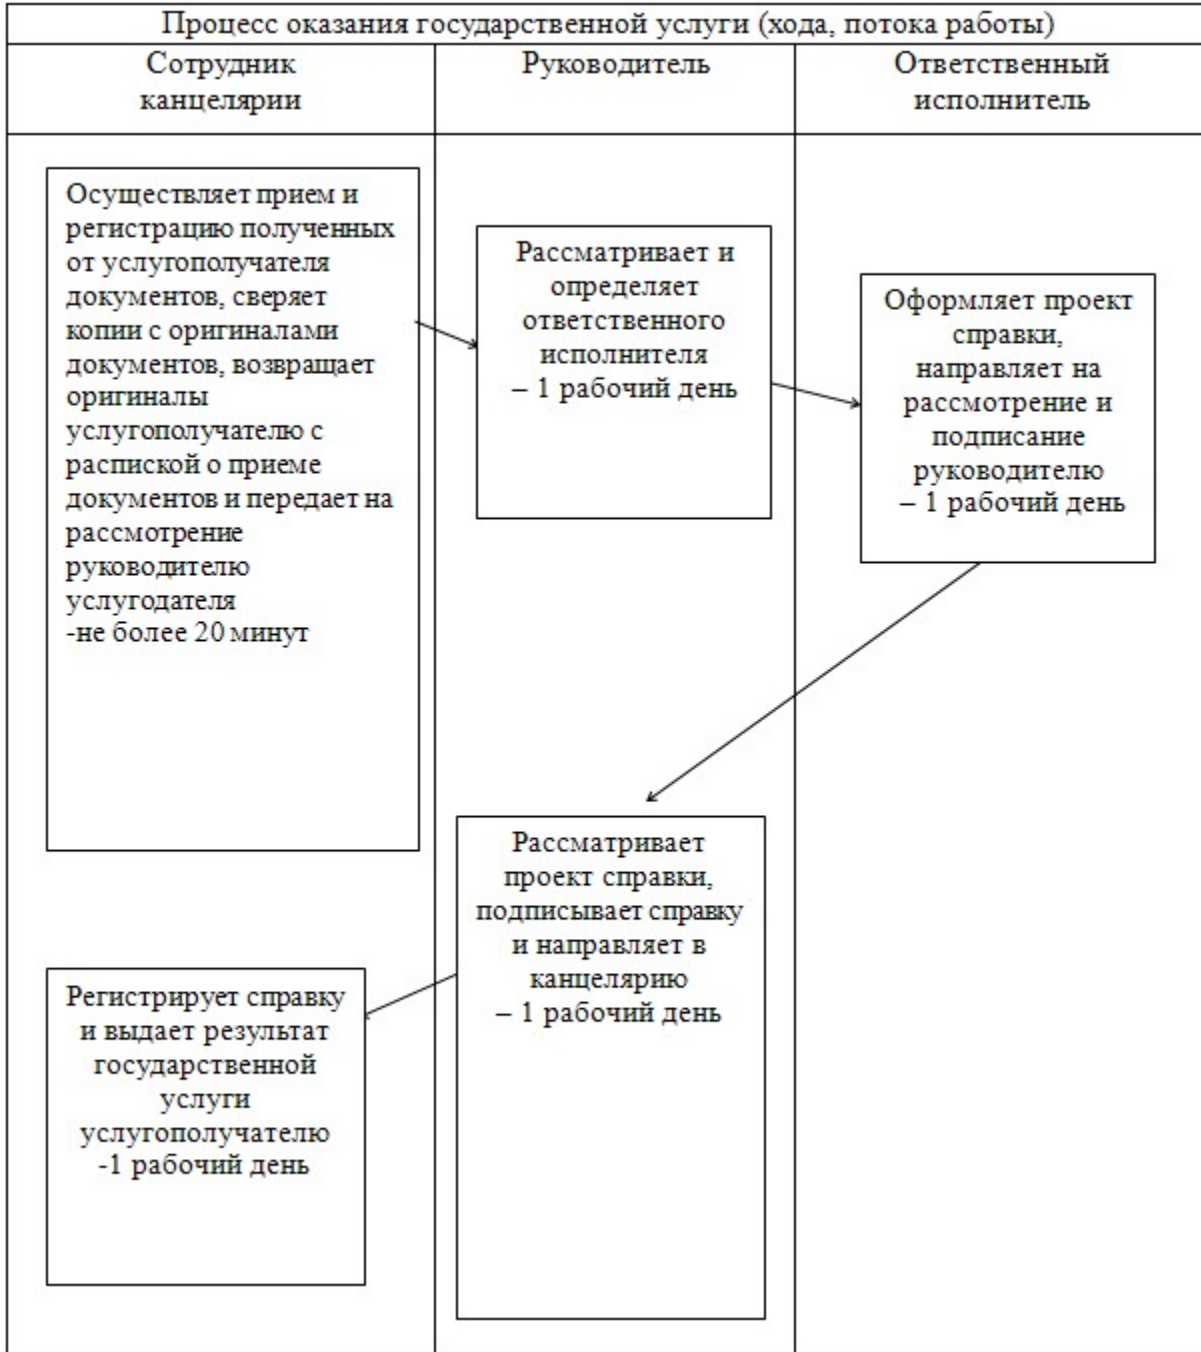 Процесс оказания государственной услуги (хода, потока работы)
Сотрудник
канцелярии
Руководитель
Ответственный
исполнитель
Осуществляет прием и
регистрацию полученных
от услугополучателя
документов, сверяет
копии с оригиналами
документов, возвращает
оригиналы
услугополучателю с
распиской о приеме
документов и передает на
рассмотрение
руководителю
услугодателя
-не более 20 минут
Рассматривает и
определяет
ответственного
исполнителя
– 1 рабочий день
Оформляет проект
справки,
направляет на
рассмотрение и
подписание
руководителю
– 1 рабочий день
Рассматривает
проект справки,
подписывает справку
и направляет в
канцелярию
– 1 рабочий день
Регистрирует справку
и выдает результат
государственной
услуги
услугополучателю
-1 рабочий день